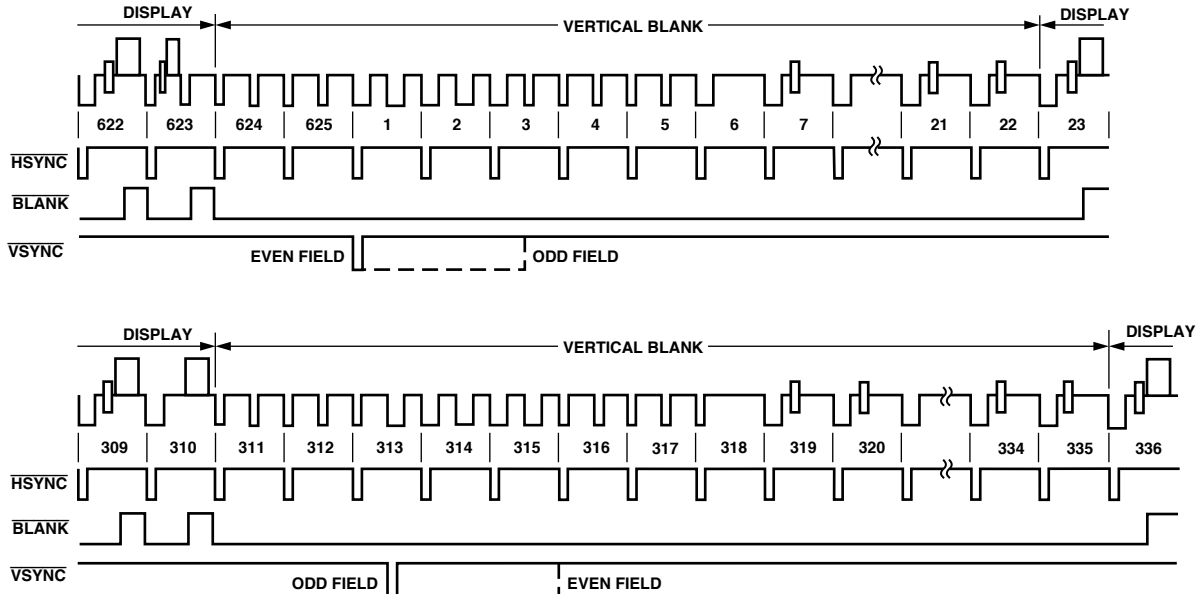 DISPLAY VERTICAL BLANK DISPLAY
622 623 624 625 1 2 3 4 5 6 7 21 22 23
HSYNC
BLANK
VSYNC
EVEN FIELD ODD FIELD
DISPLAY VERTICAL BLANK DISPLAY
309 310 311 312 313 314 315 316 317 318 319 320 334 335 336
HSYNC
BLANK
VSYNC
ODD FIELD EVEN FIELD